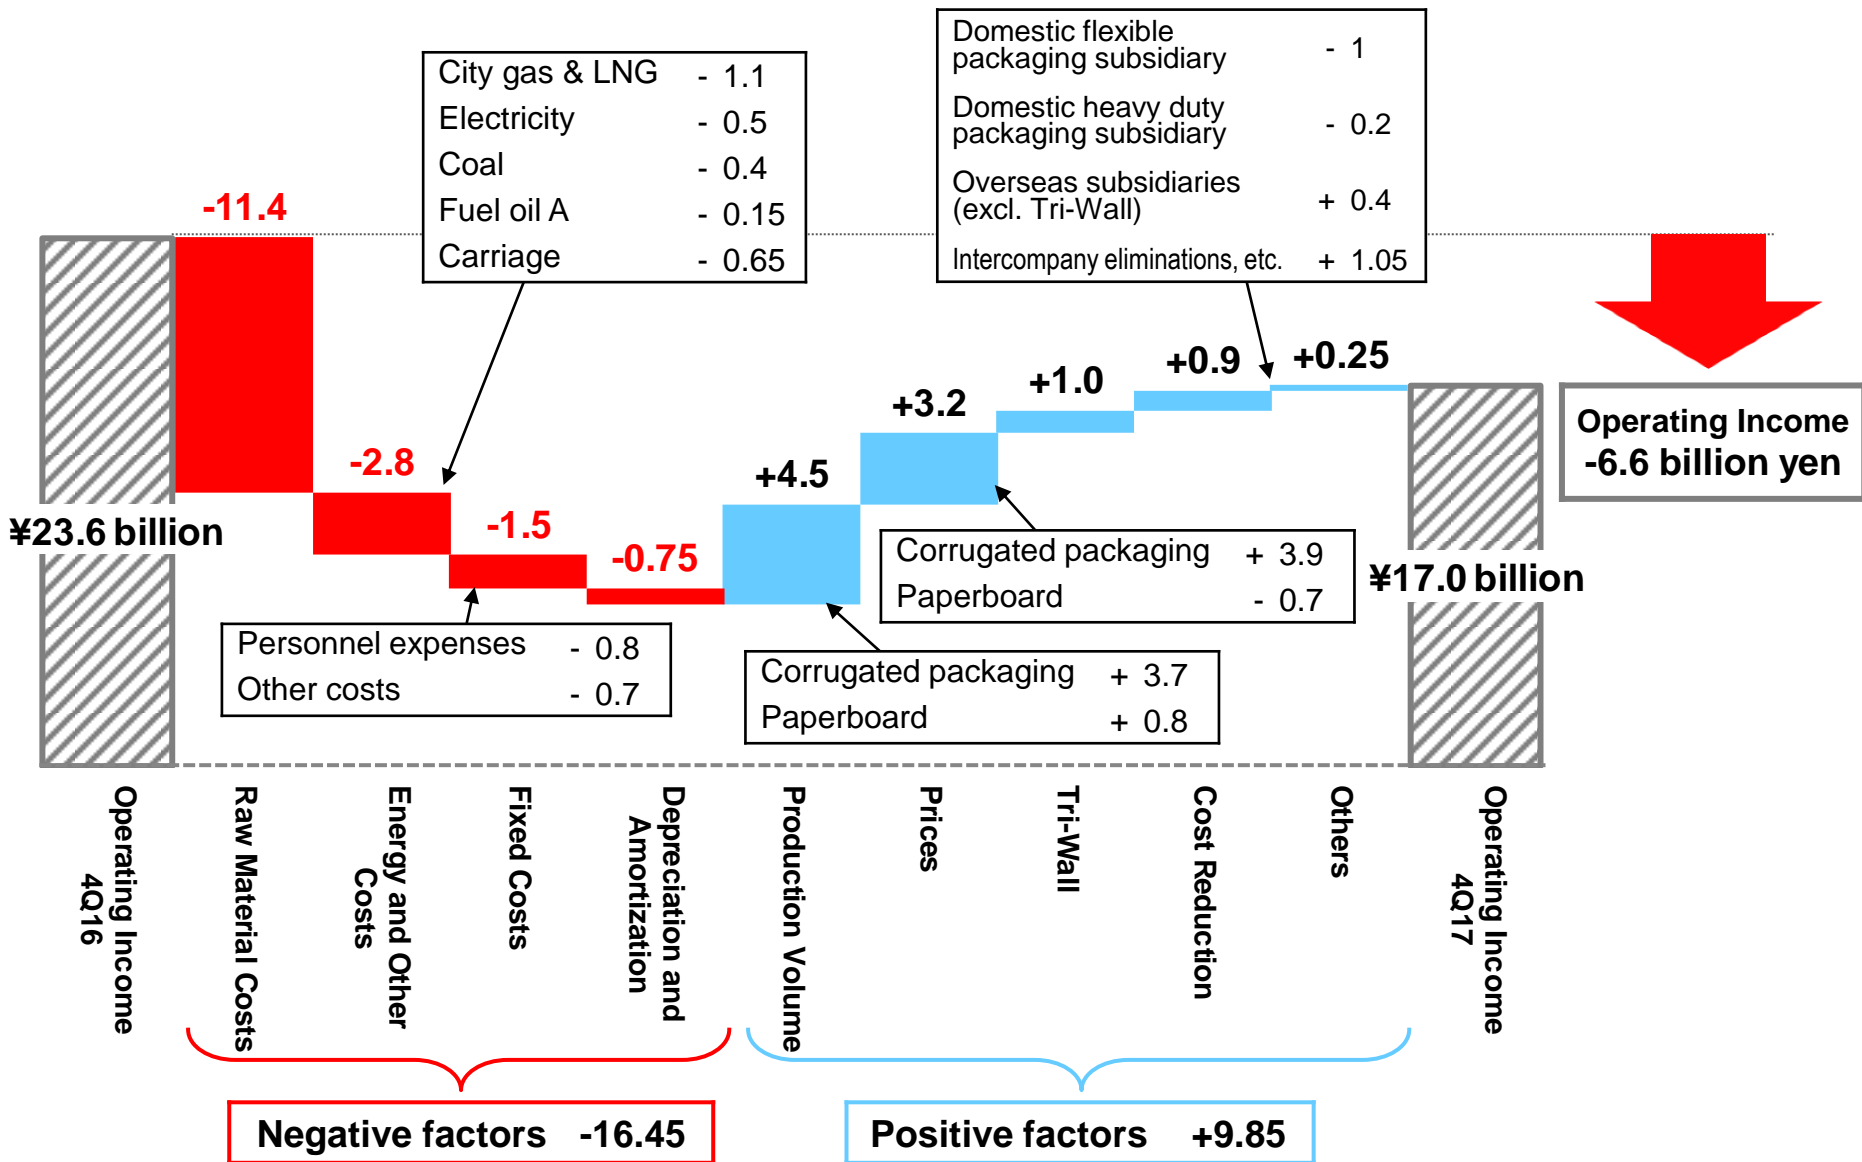 City gas & LNG - 1.1
Electricity - 0.5
Coal - 0.4
Fuel oil A - 0.15
Carriage - 0.65
Domestic flexible
packaging subsidiary - 1
Domestic heavy duty
packaging subsidiary - 0.2
Overseas subsidiaries
(excl. Tri-Wall) + 0.4
Intercompany eliminations, etc. + 1.05
-11.4
-2.8
-1.5
-0.75
+4.5
+3.2
+1.0
+0.9
+0.25
Operating Income
-6.6 billion yen
¥23.6 billion
¥17.0 billion
Corrugated packaging + 3.9
Paperboard - 0.7
Personnel expenses - 0.8
Other costs - 0.7
Corrugated packaging + 3.7
Paperboard + 0.8
Operating Income
4Q16
Raw Material Costs
Energy and Other
Costs
Fixed Costs
Depreciation and
Amortization
Production Volume
Prices
Tri-Wall
Cost Reduction
Others
Operating Income
4Q17
Negative factors -16.45
Positive factors +9.85